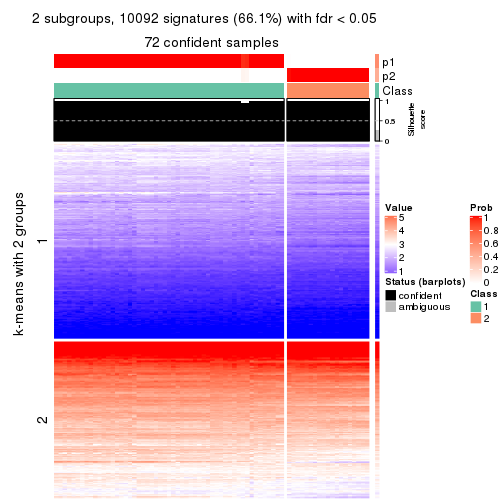 2 subgroups, 10092 signatures (66.1%) with fdr < 0.05
72 confident samples
p1
p2
Class
1
0.5
0
Silhouette
score
k-means with 2 groups
1
2
Value
5
4
3
2
1
Status (barplots)
confident
ambiguous
Prob
1
0.8
0.6
0.4
0.2
0
Class
1
2